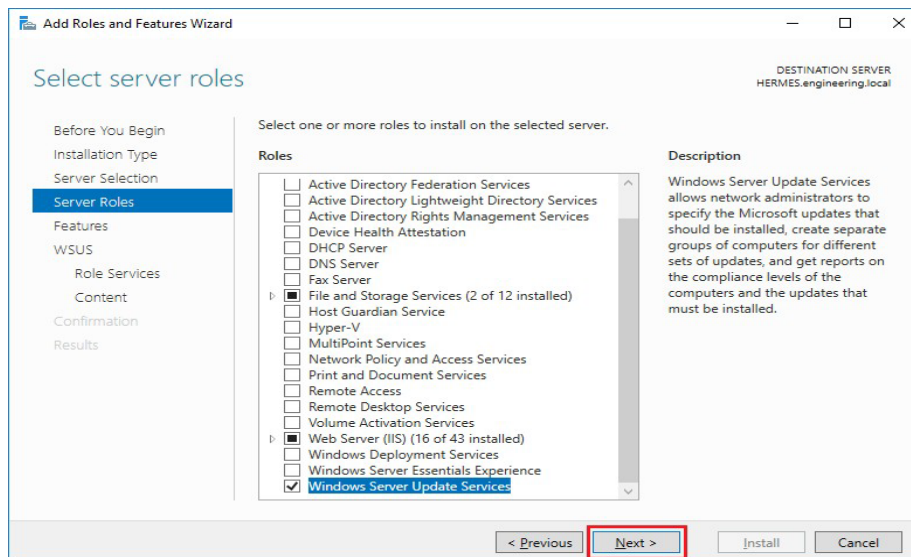 Add Roles and Features Wizard
Select server roles
DESTINATION SERVER
HERMES.engineering.local
Before You Begin
Installation Type
Server Selection
Server Roles
Features
WSUS
Role Services
Content
Confirmation
Results
Select one or more roles to install on the selected server.
Roles
Active Directory Federation Services
Active Directory Lightweight Directory Services
Active Directory Rights Management Services
Device Health Attestation
DHCP Server
DNS Server
Fax Server
File and Storage Services (2 of 12 installed)
Host Guardian Service
Hyper-V
MultiPoint Services
Network Policy and Access Services
Print and Document Services
Remote Access
Remote Desktop Services
Volume Activation Services
Web Server (IIS) (16 of 43 installed)
Windows Deployment Services
Windows Server Essentials Experience
Windows Server Update Services
Description
Windows Server Update Services
allows network administrators to
specify the Microsoft updates that
should be installed, create separate
groups of computers for different
sets of updates, and get reports on
the compliance levels of the
computers and the updates that
must be installed.
< Previous
Next >
Install
Cancel